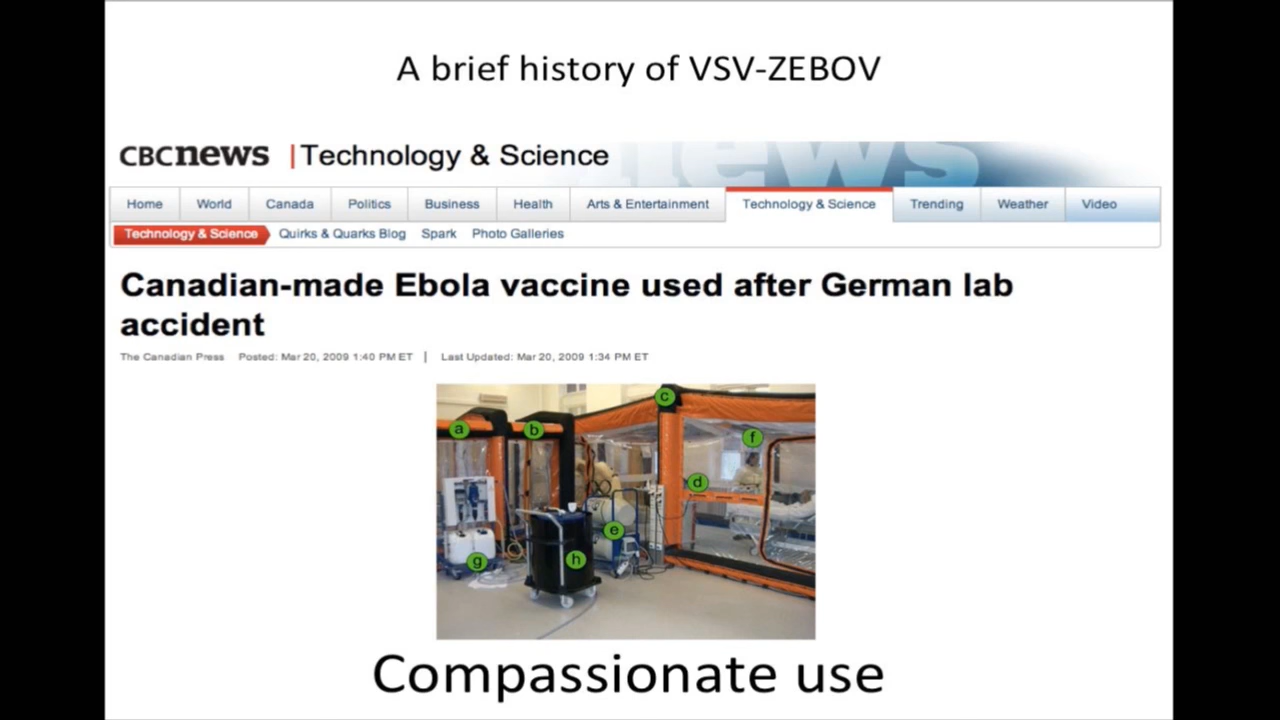 A brief history of VSV-ZEBOV
CBCnews | Technology & Science
news
Home World Canada Politics Business Health Arts & Entertainment Technology & Science Trending Weather Video
Technology & Science Quirks & Quarks Blog Spark Photo Galleries
Canadian-made Ebola vaccine used after German lab
accident
The Canadian Press Posted: Mar 20, 2009 1:40 PM ET | Last Updated: Mar 20, 2009 1:34 PM ET
c
a b f
d
e
g h
Compassionate use